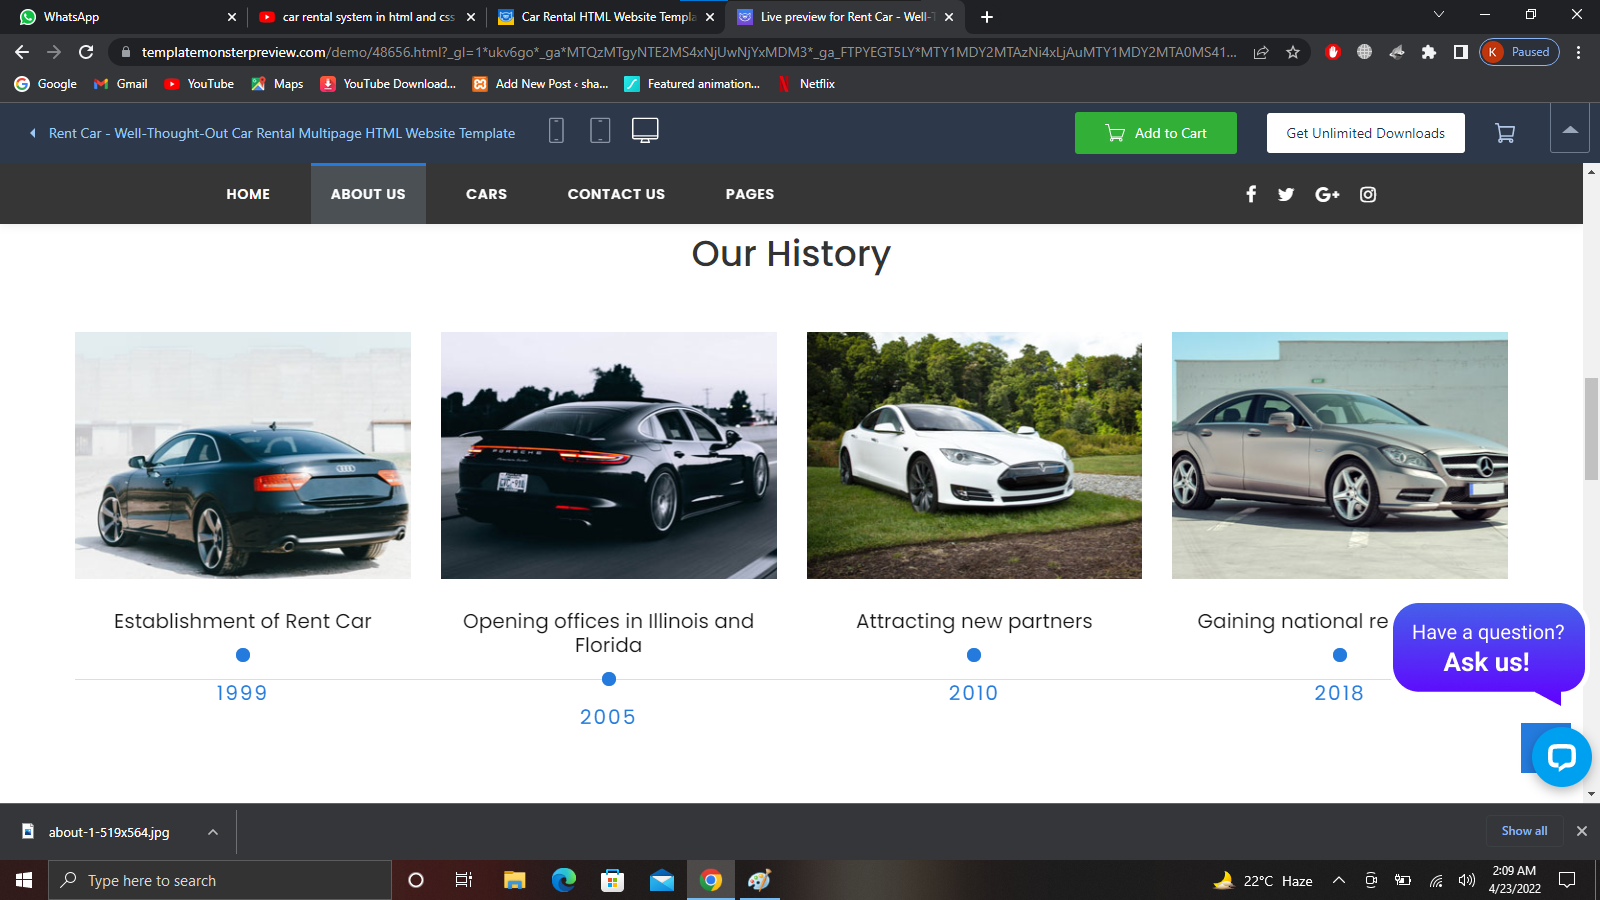 WhatsApp
car rental system in html and css
Car Rental HTML Website Templa
Live preview for Rent Car - Well-T
templatemonsterpreview.com/demo/48656.html?_gl=1*ukv6go*_ga*MTQzMTgyNTE2MS4xNjUwNjYxMDM3*_ga_FTPYEGT5LY*MTY1MDY2MTAzNi4xLjAuMTY1MDY2MTA0MS41...
K Paused
Google
Gmail
YouTube
Maps
YouTube Download...
Add New Post ‹ sha...
Featured animation...
Netflix
Rent Car - Well-Thought-Out Car Rental Multipage HTML Website Template
Add to Cart
Get Unlimited Downloads
HOME
ABOUT US
CARS
CONTACT US
PAGES
G+
Our History
PORSCHE
Establishment of Rent Car
1999
Opening offices in Illinois and
Florida
2005
Attracting new partners
2010
Gaining national re
2018
Have a question?
Ask us!
about-1-519x564.jpg
Show all
Type here to search
22°C Haze
2:09 AM
4/23/2022